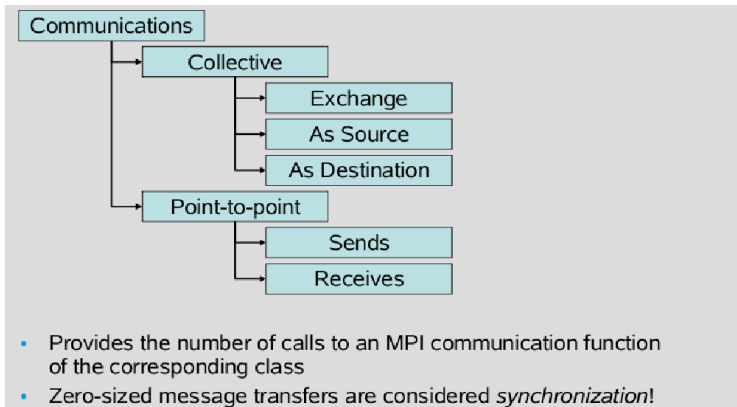 Communications
Collective
Exchange
As Source
As Destination
Point-to-point
Sends
Receives
• Provides the number of calls to an MPI communication function
of the corresponding class
• Zero-sized message transfers are considered synchronization!